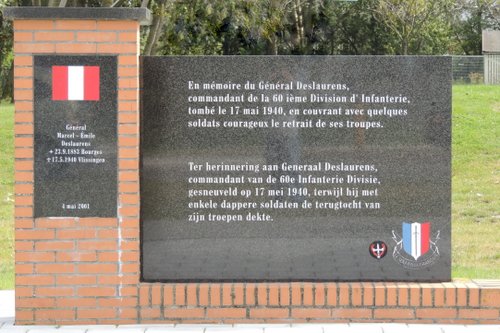 Général
Marcel - Émile
Deslaurens
+ 23.9.1883 Bourges
+ 17.5.1940 Vlissingen
4 mai 2001
En mémoire du Général Deslaurens,
commandant de la 60 ième Division d' Infanterie,
tombé le 17 mai 1940, en couvrant avec quelques
soldats courageux le retrait de ses troupes.
Ter herinnering aan Generaal Deslaurens,
commandant van de 60e Infanterie Divisie,
gesneuveld op 17 mei 1940, terwijl hij met
enkele dappere soldaten de terugtocht van
zijn troepen dekte.